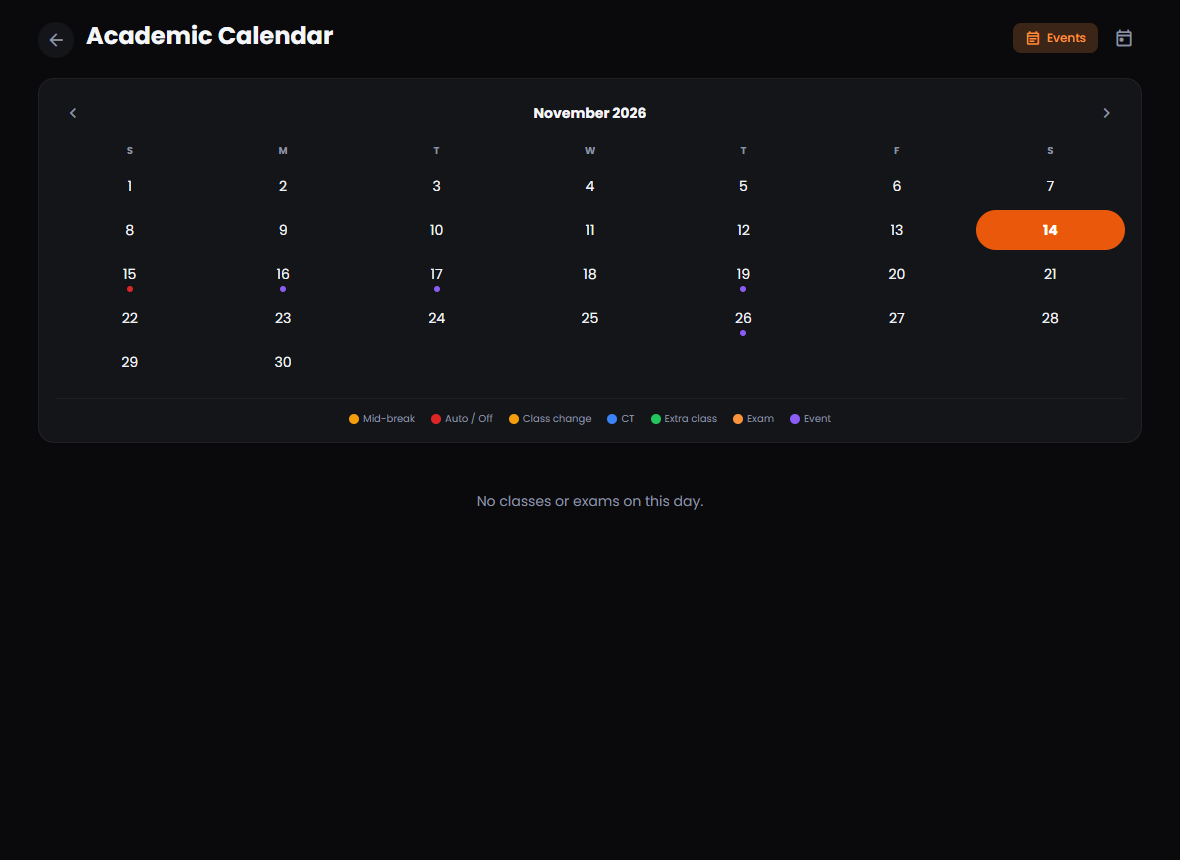 Academic Calendar
Events
November 2026
S M T W T F S
1 2 3 4 5 6 7
8 9 10 11 12 13 14
15 16 17 18 19 20 21
22 23 24 25 26 27 28
29 30
Mid-break Auto / Off Class change CT Extra class Exam Event
No classes or exams on this day.